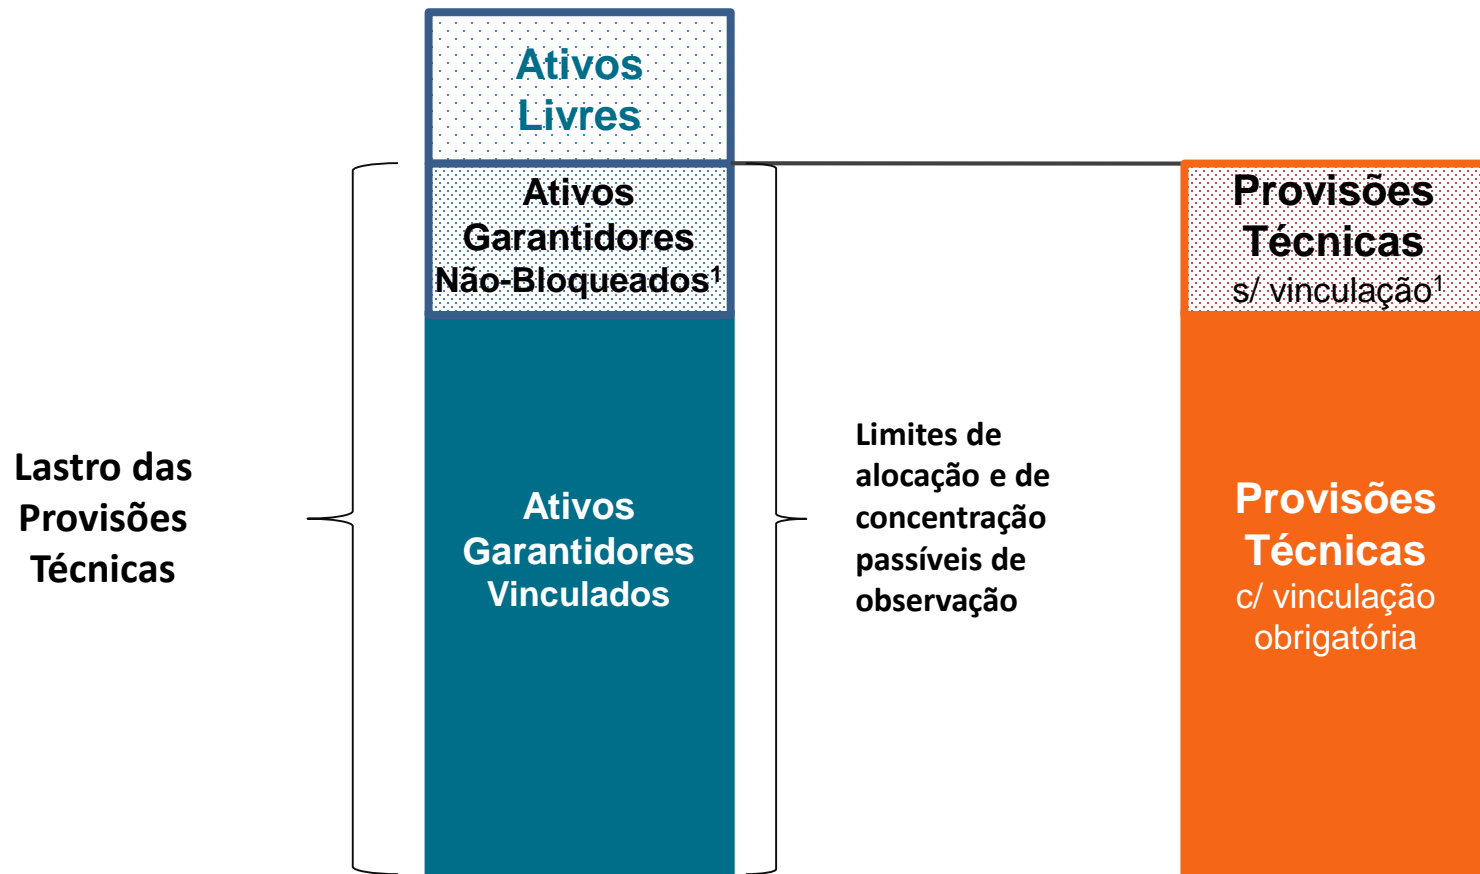 Ativos
Livres
Ativos
Garantidores
Não-Bloqueados¹
Provisões
Técnicas
s/ vinculação¹
Lastro das
Provisões
Técnicas
Ativos
Garantidores
Vinculados
Limites de
alocação e de
concentração
passíveis de
observação
Provisões
Técnicas
c/ vinculação
obrigatória